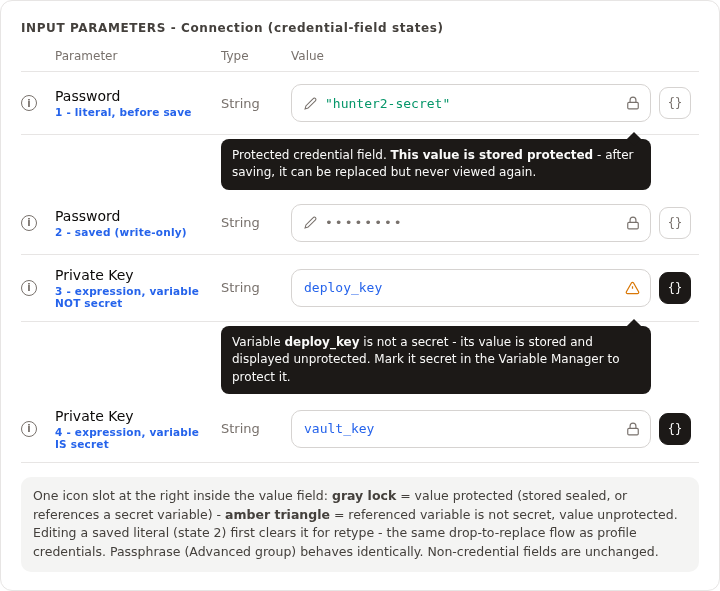 INPUT PARAMETERS - Connection (credential-field states)
Parameter Type Value
i Password String "hunter2-secret" {}
1 - literal, before save
Protected credential field. This value is stored protected - after
saving, it can be replaced but never viewed again.
i Password String •••••••• {}
2 - saved (write-only)
i Private Key String deploy_key {}
3 - expression, variable
NOT secret
Variable deploy_key is not a secret - its value is stored and
displayed unprotected. Mark it secret in the Variable Manager to
protect it.
i Private Key String vault_key {}
4 - expression, variable
IS secret
One icon slot at the right inside the value field: gray lock = value protected (stored sealed, or
references a secret variable) - amber triangle = referenced variable is not secret, value unprotected.
Editing a saved literal (state 2) first clears it for retype - the same drop-to-replace flow as profile
credentials. Passphrase (Advanced group) behaves identically. Non-credential fields are unchanged.